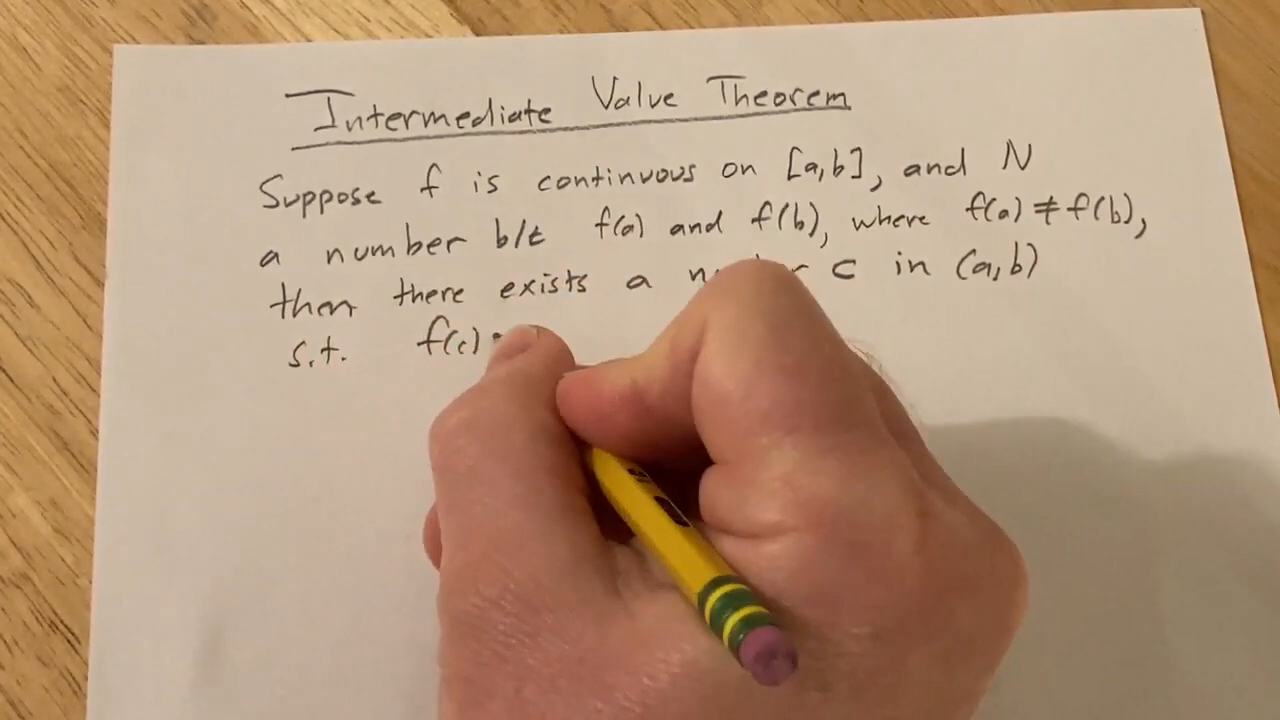 Intermediate Value Theorem
Suppose f is continuous on [a,b], and N
a number b/t f(a) and f(b), where f(a) ≠ f(b),
then there exists a c in (a,b)
s.t. f(c)